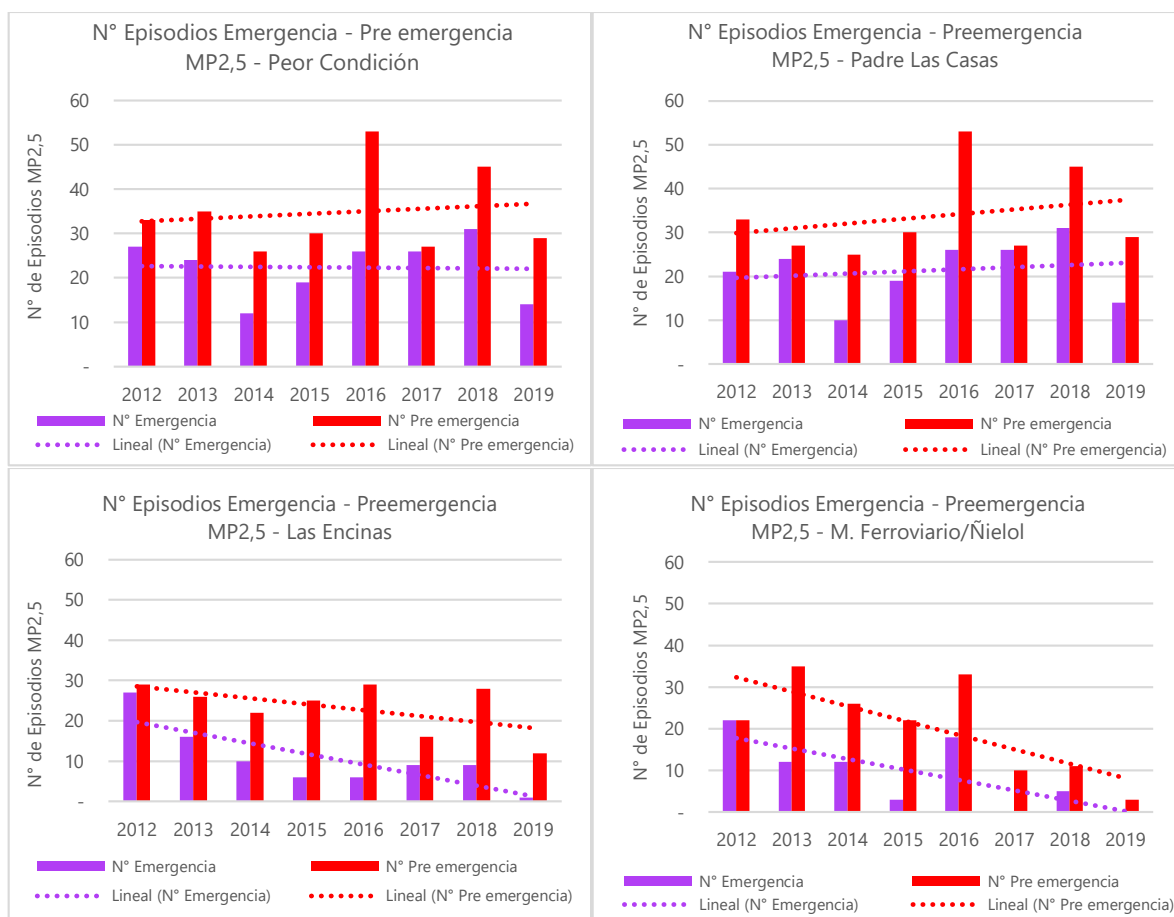 N° Episodios Emergencia - Pre emergencia
MP2,5 - Peor Condición
N° de Episodios MP2,5
60
50
40
30
20
10
-
2012 2013 2014 2015 2016 2017 2018 2019
N° Emergencia N° Pre emergencia
Lineal (N° Emergencia) Lineal (N° Pre emergencia)
N° Episodios Emergencia - Preemergencia
MP2,5 - Padre Las Casas
N° de Episodios MP2,5
60
50
40
30
20
10
-
2012 2013 2014 2015 2016 2017 2018 2019
N° Emergencia N° Pre emergencia
Lineal (N° Emergencia) Lineal (N° Pre emergencia)
N° Episodios Emergencia - Preemergencia
MP2,5 - Las Encinas
N° de Episodios MP2,5
60
50
40
30
20
10
-
2012 2013 2014 2015 2016 2017 2018 2019
N° Emergencia N° Pre emergencia
Lineal (N° Emergencia) Lineal (N° Pre emergencia)
N° Episodios Emergencia - Preemergencia
MP2,5 - M. Ferroviario/Ñielol
N° de Episodios MP2,5
60
50
40
30
20
10
-
2012 2013 2014 2015 2016 2017 2018 2019
N° Emergencia N° Pre emergencia
Lineal (N° Emergencia) Lineal (N° Pre emergencia)